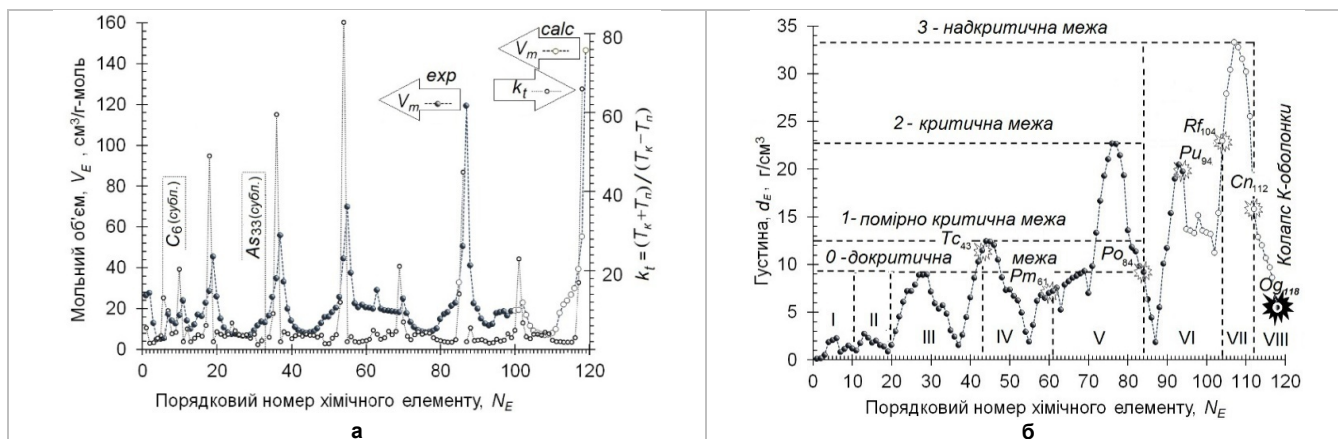 160
140
120
100
80
60
40
20
0
Мольний об'єм, V_E , см³/г-моль
0 20 40 60 80 100 120
Порядковий номер хімічного елементу, N_E
а
C₆(субл.)
As₃₃(субл.)
exp
V_m
calc
V_m
k_t
80
60
40
20
0
k_t = (T_к + T_п) / (T_к − T_п)
35
30
25
20
15
10
5
0
Густина, d_E, г/см³
3 - надкритична межа
2 - критична межа
1- помірно критична межа
0 -докритична межа
Tc₄₃
Pm₆₁
Po₈₄
Pu₉₄
Rf₁₀₄
Cn₁₁₂
Og₁₁₈
Колапс К-оболонки
I II III IV V VI VII VIII
0 10 20 30 40 50 60 70 80 90 100 110 120
Порядковий номер хімічного елементу, N_E
б